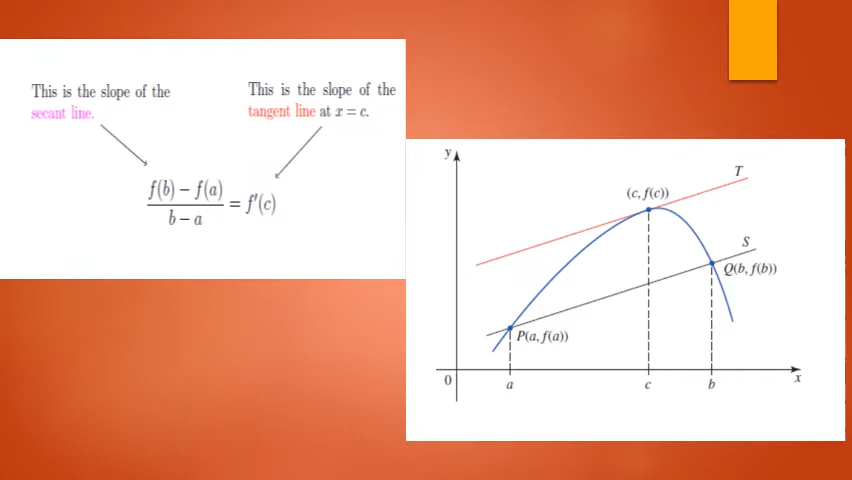 This is the slope of the
secant line.
This is the slope of the
tangent line at x = c.
f(b) − f(a)
b − a
= f′(c)
y
T
(c, f(c))
S
Q(b, f(b))
P(a, f(a))
0
a
c
b
x